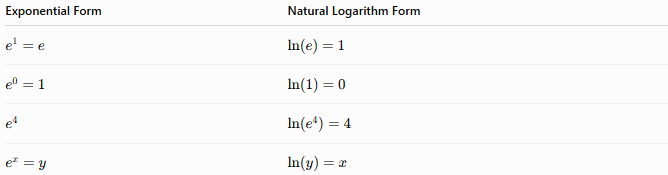 Exponential Form Natural Logarithm Form
e¹ = e ln(e) = 1
e⁰ = 1 ln(1) = 0
e⁴ ln(e⁴) = 4
eˣ = y ln(y) = x